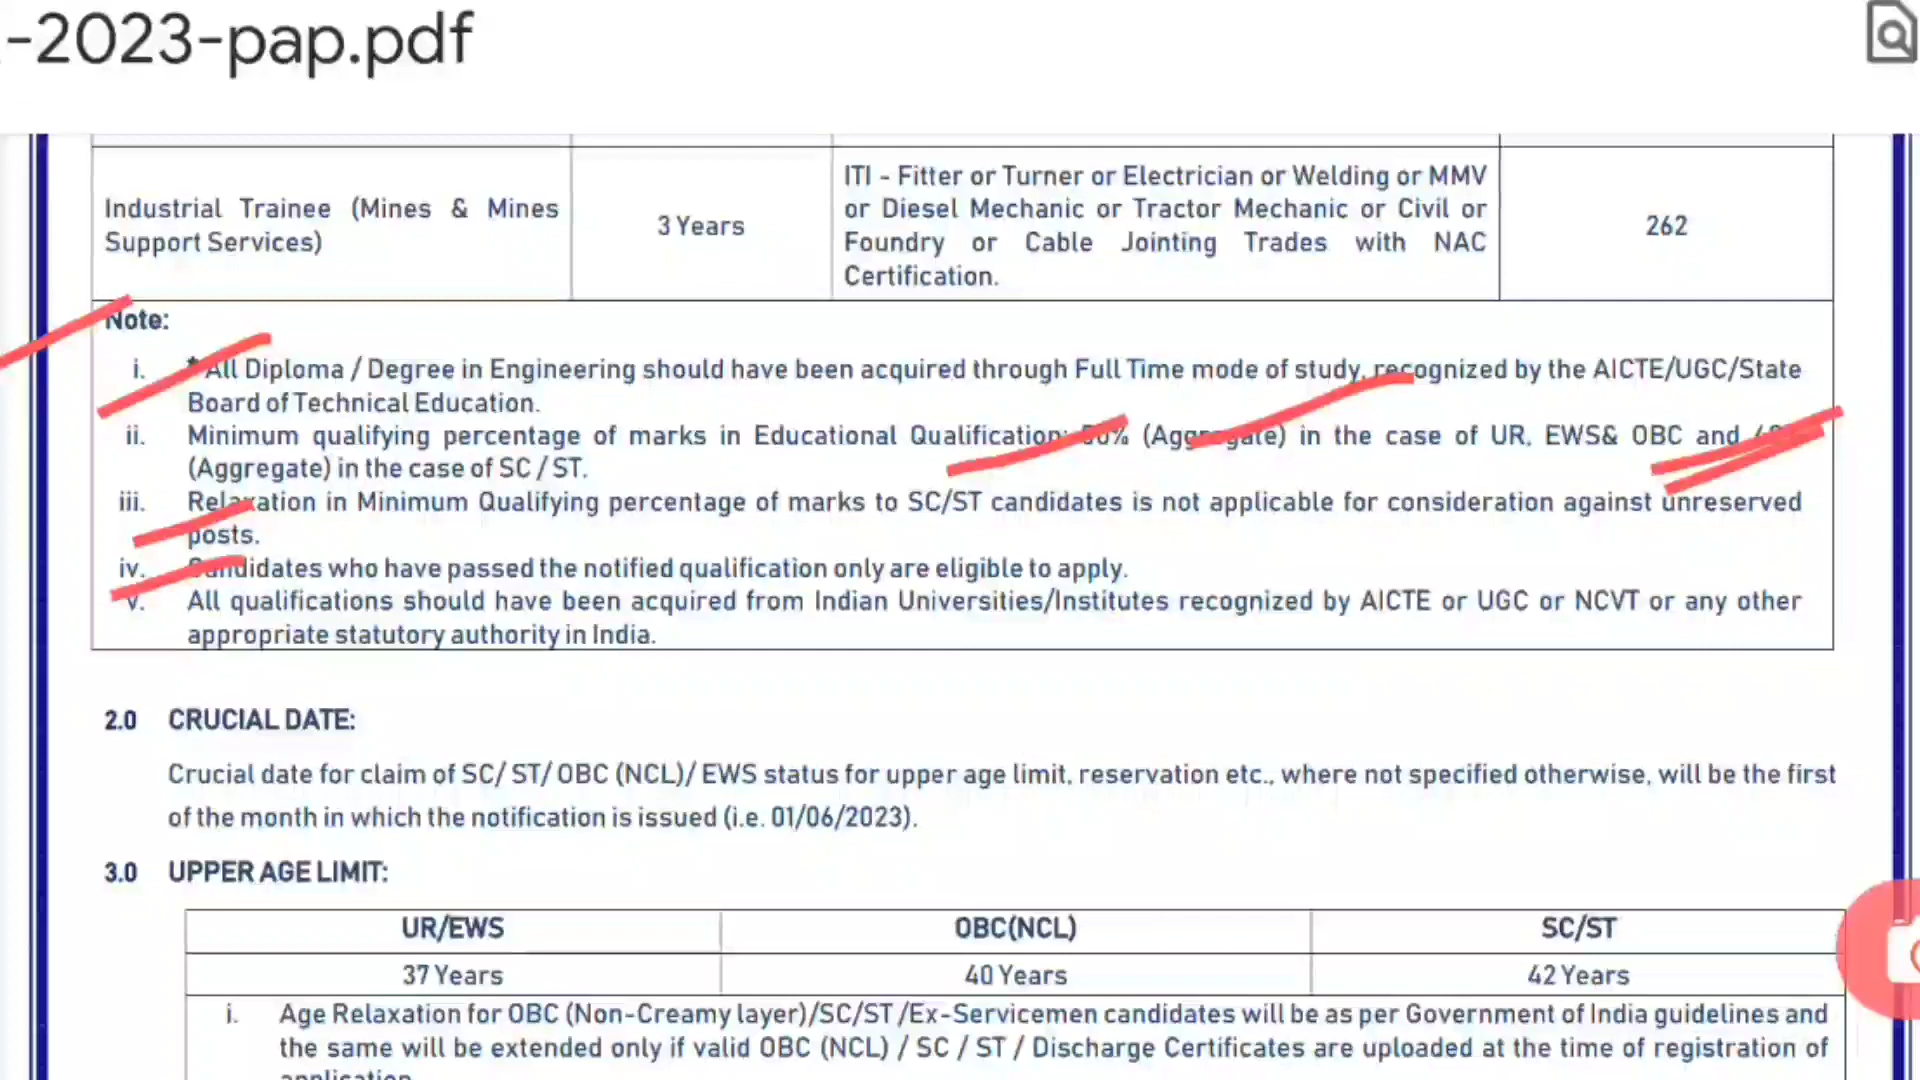 -2023-pap.pdf
Industrial Trainee (Mines & Mines
Support Services)
3 Years
ITI - Fitter or Turner or Electrician or Welding or MMV
or Diesel Mechanic or Tractor Mechanic or Civil or
Foundry or Cable Jointing Trades with NAC
Certification.
262
Note:
i. * All Diploma / Degree in Engineering should have been acquired through Full Time mode of study, recognized by the AICTE/UGC/State
Board of Technical Education.
ii. Minimum qualifying percentage of marks in Educational Qualification: (Aggregate) in the case of UR, EWS& OBC and
(Aggregate) in the case of SC / ST.
iii. Relaxation in Minimum Qualifying percentage of marks to SC/ST candidates is not applicable for consideration against unreserved
posts.
iv. Candidates who have passed the notified qualification only are eligible to apply.
v. All qualifications should have been acquired from Indian Universities/Institutes recognized by AICTE or UGC or NCVT or any other
appropriate statutory authority in India.
2.0 CRUCIAL DATE:
Crucial date for claim of SC/ ST/ OBC (NCL)/ EWS status for upper age limit, reservation etc., where not specified otherwise, will be the first
of the month in which the notification is issued (i.e. 01/06/2023).
3.0 UPPER AGE LIMIT:
UR/EWS OBC(NCL) SC/ST
37 Years 40 Years 42 Years
i. Age Relaxation for OBC (Non-Creamy layer)/SC/ST /Ex-Servicemen candidates will be as per Government of India guidelines and
the same will be extended only if valid OBC (NCL) / SC / ST / Discharge Certificates are uploaded at the time of registration of
application